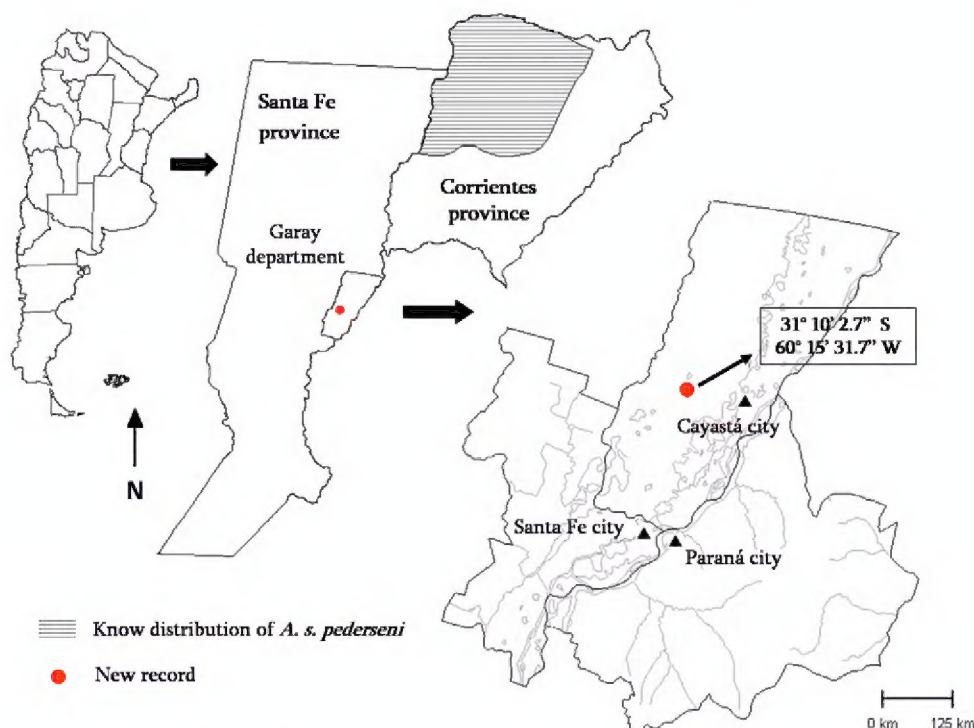 Santa Fe
province
Corrientes
province
Garay
department
31° 10' 2.7" S
60° 15' 31.7" W
Cayastá city
N
Santa Fe city
Paraná city
Know distribution of A. s. pederseni
New record
0 km 125 km